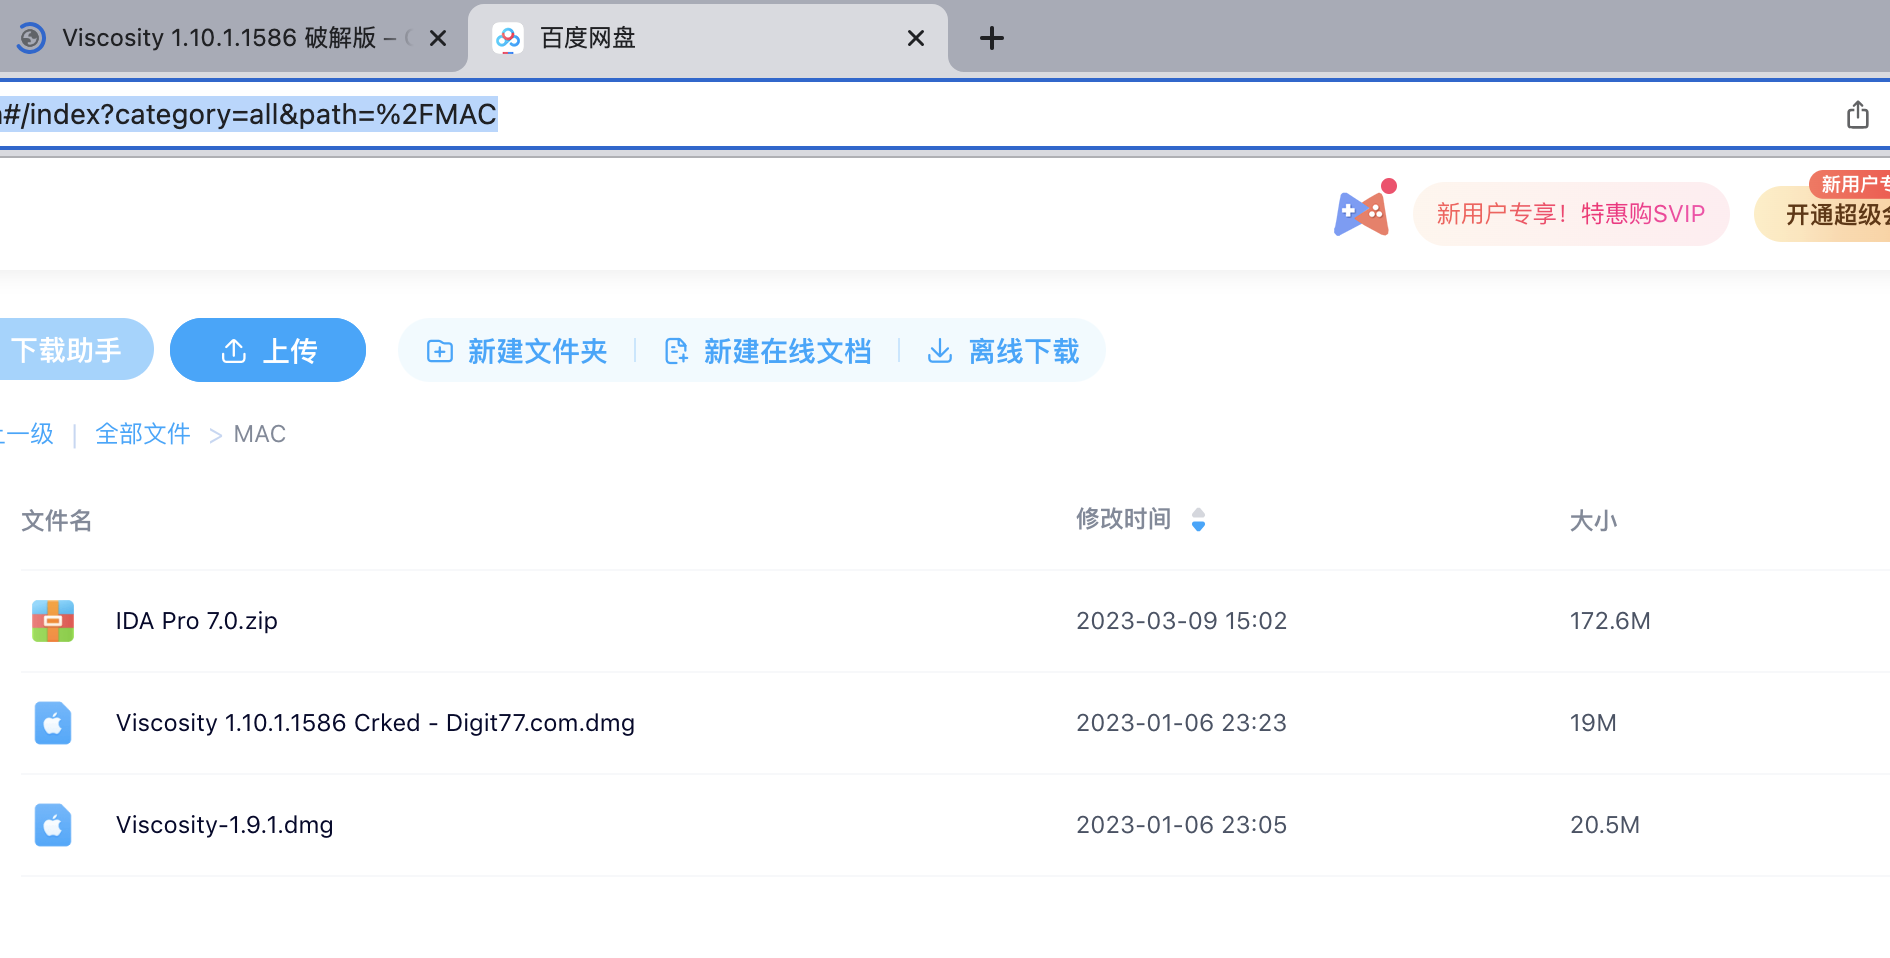 Viscosity 1.10.1.1586 破解版 –
百度网盘
#/index?category=all&path=%2FMAC
新用户专享！特惠购SVIP
新用户专
开通超级会
下载助手
上传
新建文件夹
新建在线文档
离线下载
上一级 | 全部文件 > MAC
文件名 修改时间 大小
IDA Pro 7.0.zip 2023-03-09 15:02 172.6M
Viscosity 1.10.1.1586 Crked - Digit77.com.dmg 2023-01-06 23:23 19M
Viscosity-1.9.1.dmg 2023-01-06 23:05 20.5M